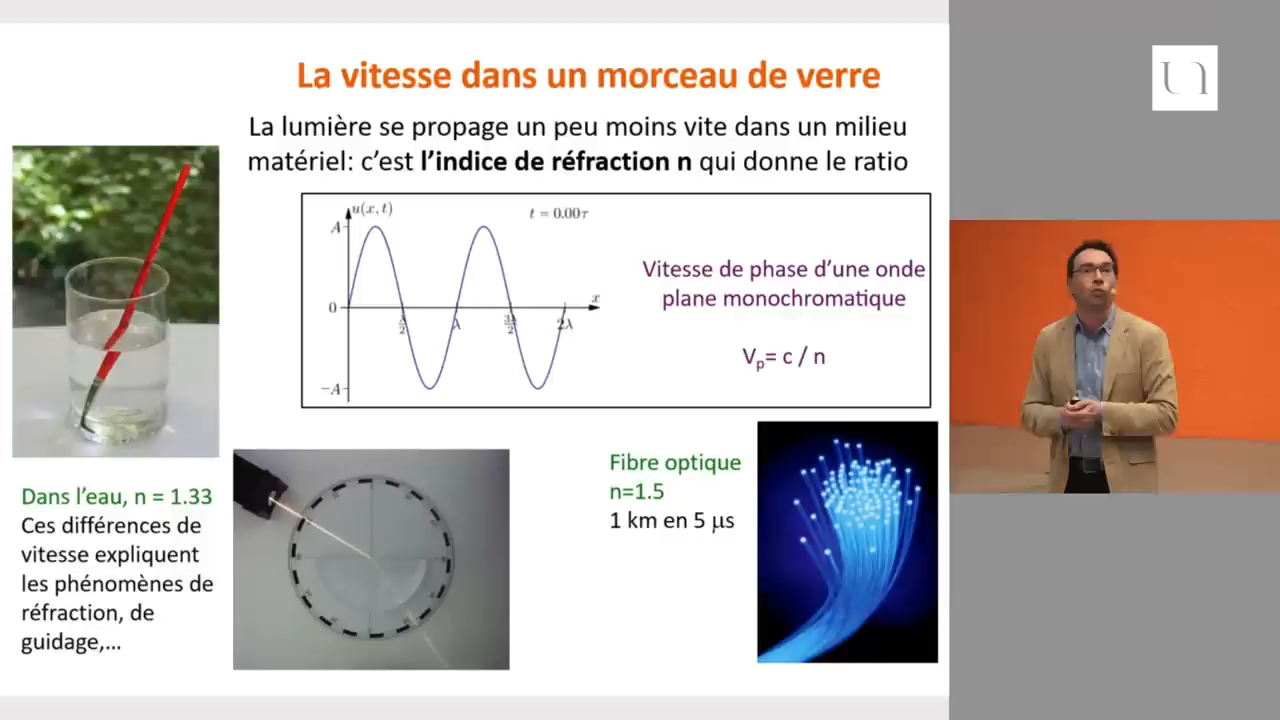 La vitesse dans un morceau de verre
La lumière se propage un peu moins vite dans un milieu
matériel: c’est l’indice de réfraction n qui donne le ratio
u(x, t)
t = 0.00τ
A
0
x
λ
2λ
−A
Vitesse de phase d’une onde
plane monochromatique
Vp= c / n
Dans l’eau, n = 1.33
Ces différences de
vitesse expliquent
les phénomènes de
réfraction, de
guidage,...
Fibre optique
n=1.5
1 km en 5 μs